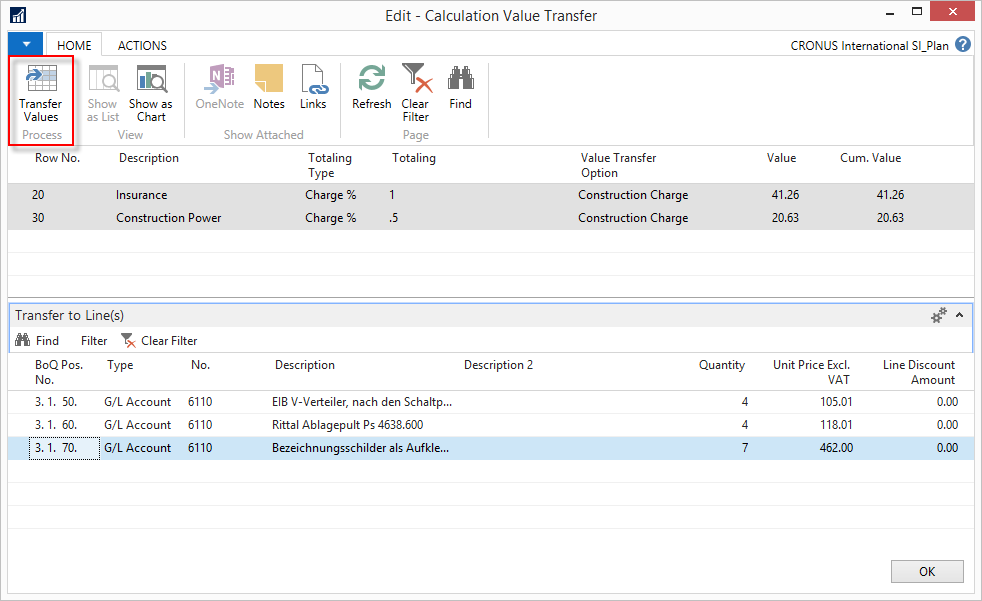 Edit - Calculation Value Transfer
HOME ACTIONS CRONUS International SI_Plan ?
Transfer Values
Show as List
Show as Chart
N OneNote
Notes
Links
Refresh
Clear Filter
Find
Process View Show Attached Page
Row No. Description Totaling Type Totaling Value Transfer Option Value Cum. Value
20 Insurance Charge % 1 Construction Charge 41.26 41.26
30 Construction Power Charge % .5 Construction Charge 20.63 20.63
Transfer to Line(s)
Find Filter Clear Filter
BoQ Pos. No. Type No. Description Description 2 Quantity Unit Price Excl. VAT Line Discount Amount
3. 1. 50. G/L Account 6110 EIB V-Verteiler, nach den Schaltp... 4 105.01 0.00
3. 1. 60. G/L Account 6110 Rittal Ablagepult Ps 4638.600 4 118.01 0.00
3. 1. 70. G/L Account 6110 Bezeichnungsschilder als Aufkle... 7 462.00 0.00
OK